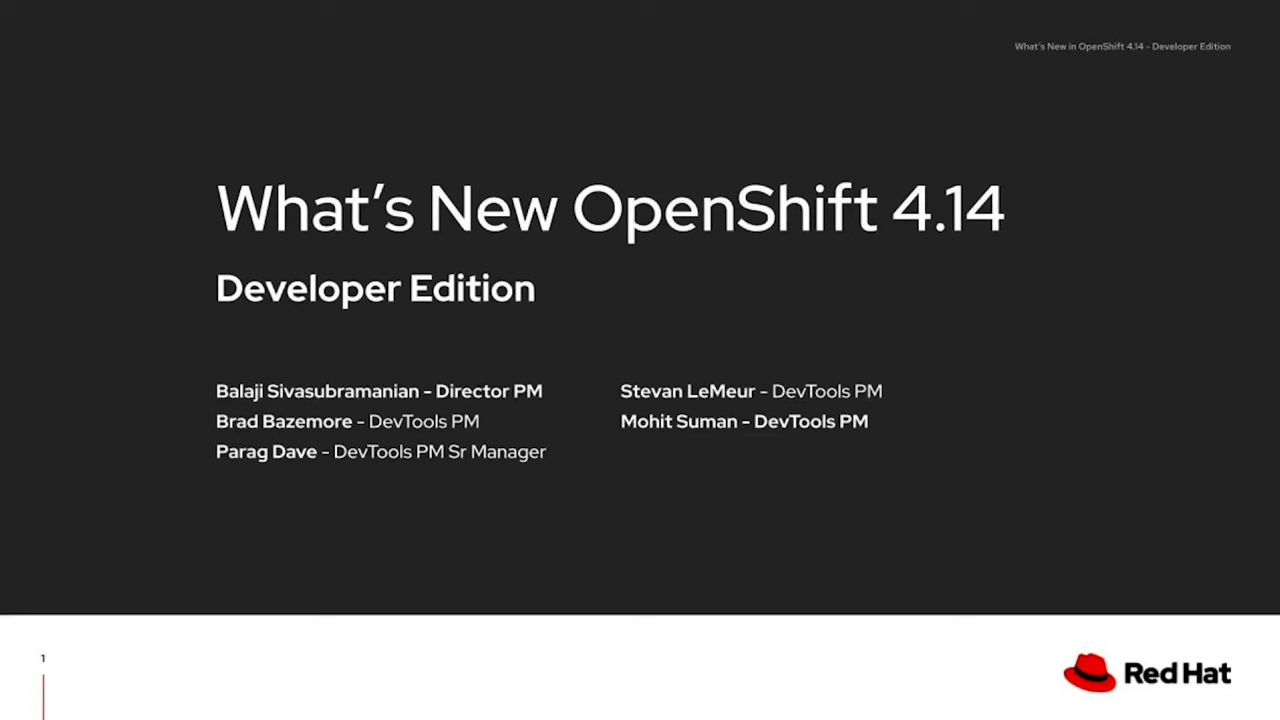 What's New in OpenShift 4.14 - Developer Edition
What’s New OpenShift 4.14
Developer Edition
Balaji Sivasubramanian - Director PM
Brad Bazemore - DevTools PM
Parag Dave - DevTools PM Sr Manager
Stevan LeMeur - DevTools PM
Mohit Suman - DevTools PM
1
Red Hat